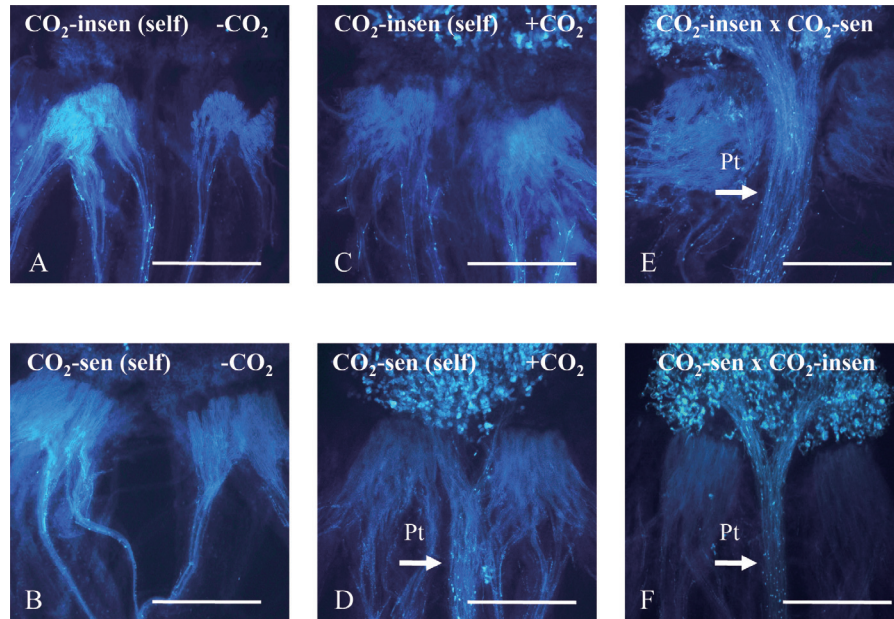 CO₂-insen (self) -CO₂
A
CO₂-insen (self) +CO₂
C
CO₂-insen x CO₂-sen
Pt
E
CO₂-sen (self) -CO₂
B
CO₂-sen (self) +CO₂
Pt
D
CO₂-sen x CO₂-insen
Pt
F